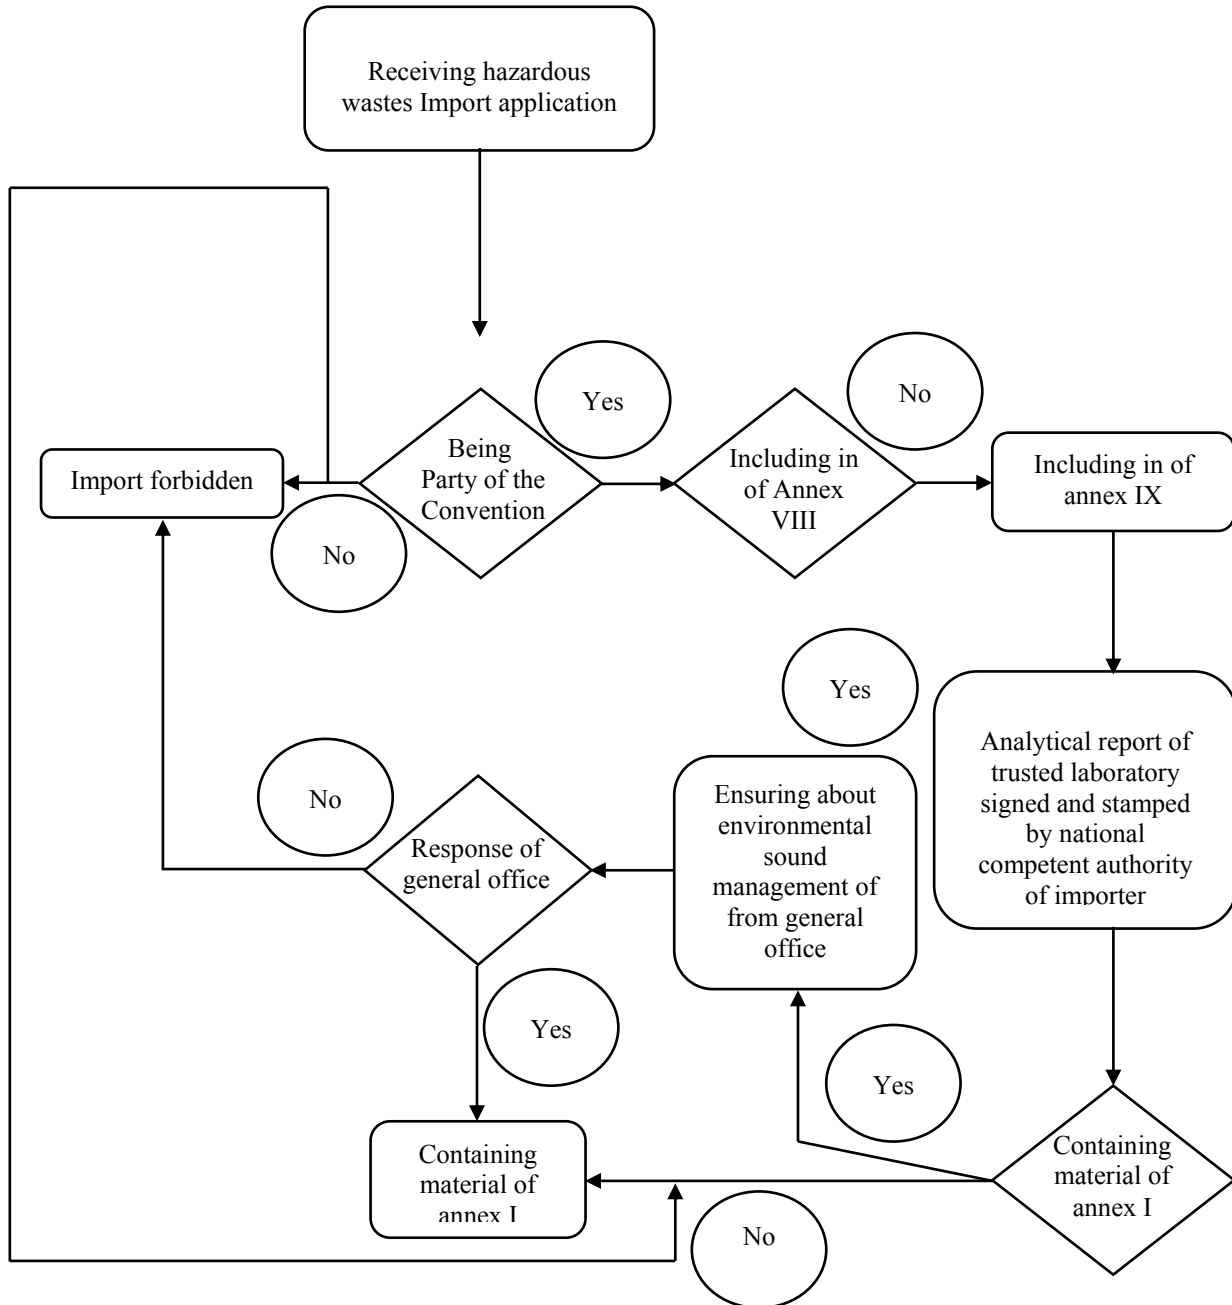 Receiving hazardous
wastes Import application
Yes
No
Being
Party of the
Convention
Including in
of Annex
VIII
Including in of
annex IX
Import forbidden
No
Yes
Analytical report of
trusted laboratory
signed and stamped
by national
competent authority
of importer
No
Response of
general office
Ensuring about
environmental
sound
management of
from general
office
Yes
Yes
Containing
material of
annex I
Containing
material of
annex I
No